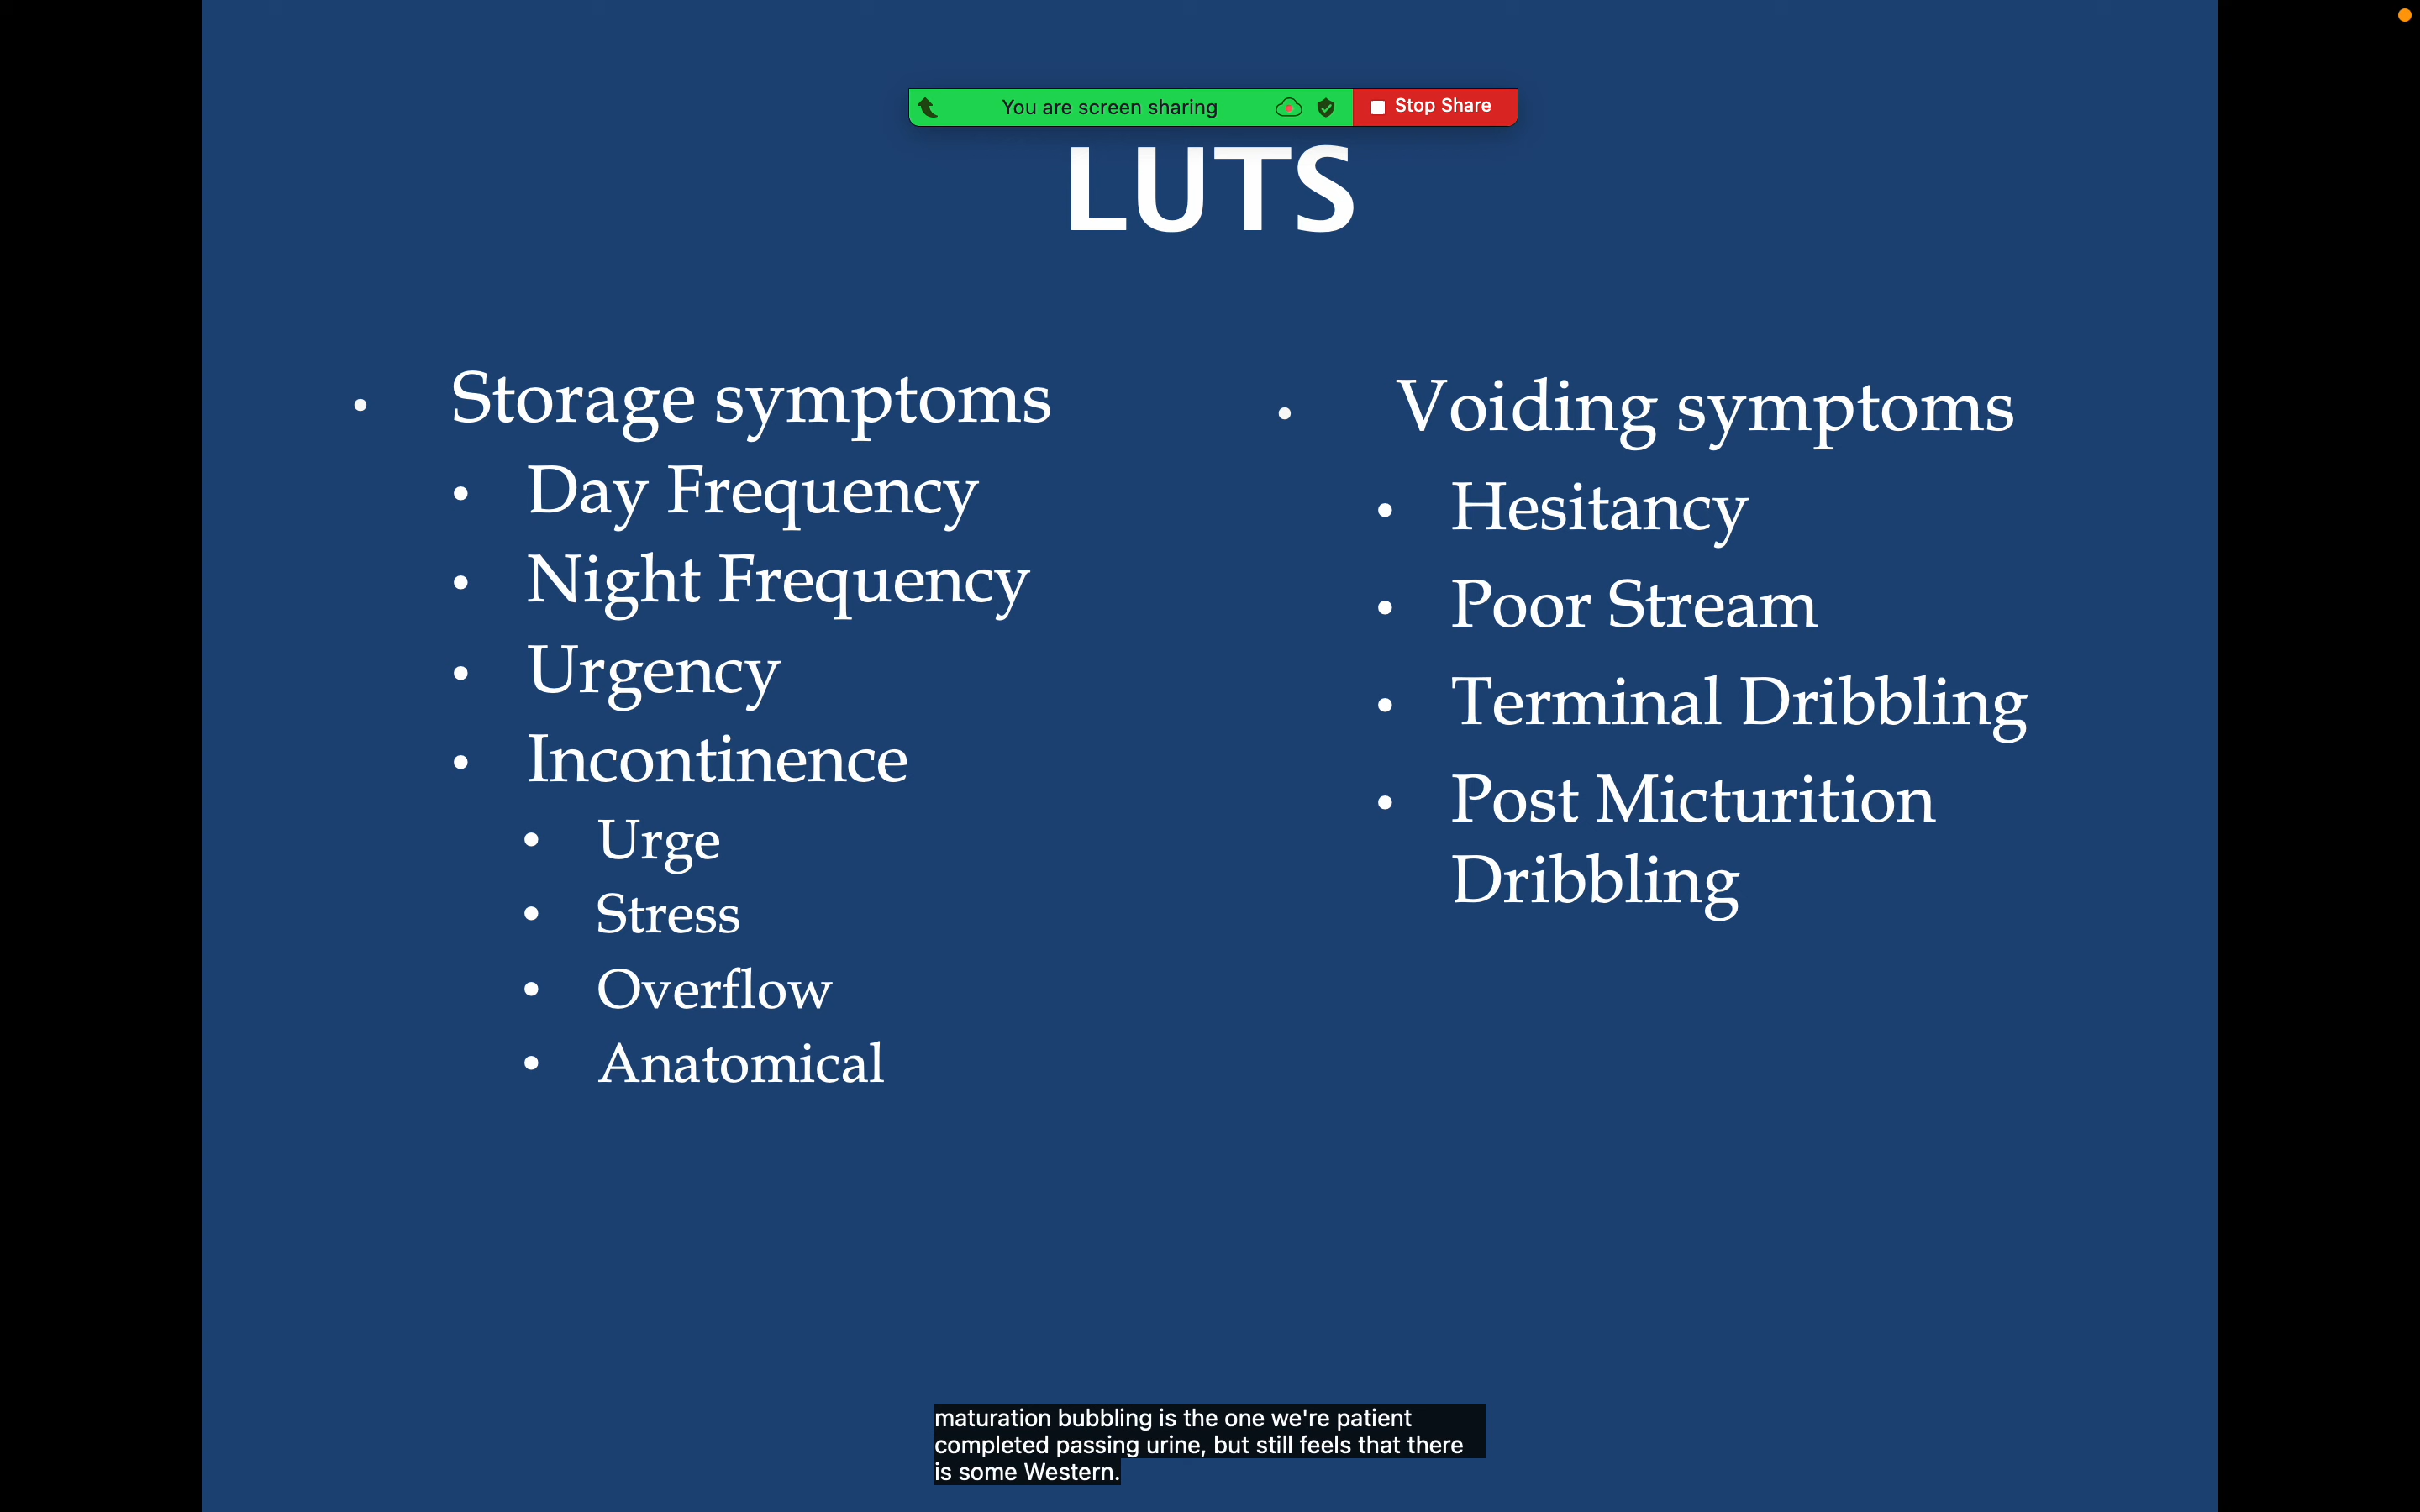 You are screen sharing
Stop Share
LUTS
• Storage symptoms
• Day Frequency
• Night Frequency
• Urgency
• Incontinence
• Urge
• Stress
• Overflow
• Anatomical
• Voiding symptoms
• Hesitancy
• Poor Stream
• Terminal Dribbling
• Post Micturition
Dribbling
maturation bubbling is the one we're patient
completed passing urine, but still feels that there
is some Western.